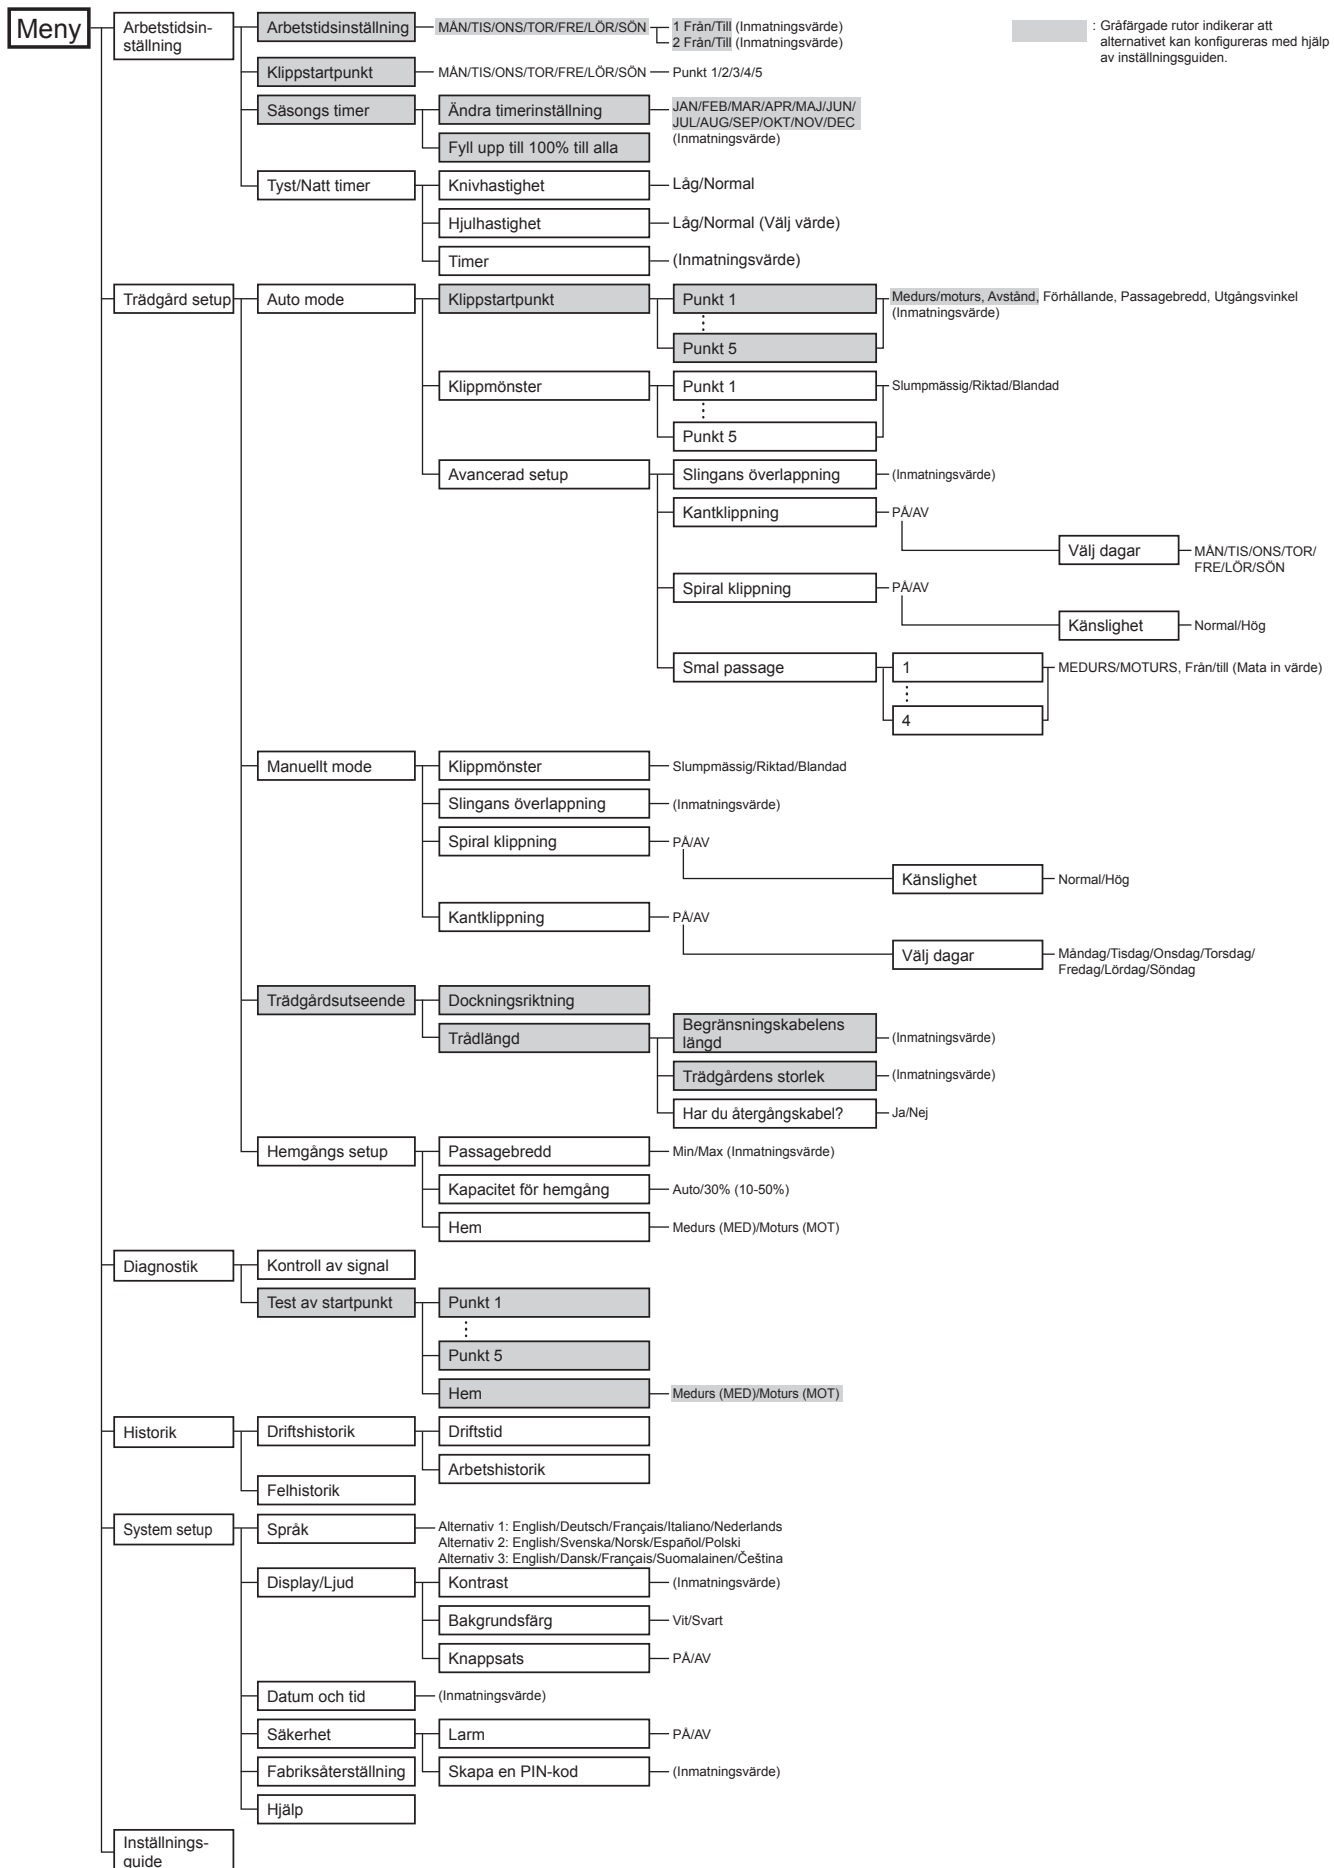 Meny
Arbetstidsin-
ställning
Arbetstidsinställning
MÅN/TIS/ONS/TOR/FRE/LÖR/SÖN
1 Från/Till (Inmatningsvärde)
2 Från/Till (Inmatningsvärde)
: Gråfärgade rutor indikerar att
alternativet kan konfigureras med hjälp
av inställningsguiden.
Klippstartpunkt
MÅN/TIS/ONS/TOR/FRE/LÖR/SÖN
Punkt 1/2/3/4/5
Säsongs timer
Ändra timerinställning
JAN/FEB/MAR/APR/MAJ/JUN/
JUL/AUG/SEP/OKT/NOV/DEC
(Inmatningsvärde)
Fyll upp till 100% till alla
Tyst/Natt timer
Knivhastighet
Låg/Normal
Hjulhastighet
Låg/Normal (Välj värde)
Timer
(Inmatningsvärde)
Trädgård setup
Auto mode
Klippstartpunkt
Punkt 1
Medurs/moturs, Avstånd, Förhållande, Passagebredd, Utgångsvinkel
(Inmatningsvärde)
Punkt 5
Klippmönster
Punkt 1
Slumpmässig/Riktad/Blandad
Punkt 5
Avancerad setup
Slingans överlappning
(Inmatningsvärde)
Kantklippning
PÅ/AV
Välj dagar
MÅN/TIS/ONS/TOR/
FRE/LÖR/SÖN
Spiral klippning
PÅ/AV
Känslighet
Normal/Hög
Smal passage
1
MEDURS/MOTURS, Från/till (Mata in värde)
4
Manuellt mode
Klippmönster
Slumpmässig/Riktad/Blandad
Slingans överlappning
(Inmatningsvärde)
Spiral klippning
PÅ/AV
Känslighet
Normal/Hög
Kantklippning
PÅ/AV
Välj dagar
Måndag/Tisdag/Onsdag/Torsdag/
Fredag/Lördag/Söndag
Trädgårdsutseende
Dockningsriktning
Trådlängd
Begränsningskabelens
längd
(Inmatningsvärde)
Trädgårdens storlek
(Inmatningsvärde)
Har du återgångskabel?
Ja/Nej
Hemgångs setup
Passagebredd
Min/Max (Inmatningsvärde)
Kapacitet för hemgång
Auto/30% (10-50%)
Hem
Medurs (MED)/Moturs (MOT)
Diagnostik
Kontroll av signal
Test av startpunkt
Punkt 1
Punkt 5
Hem
Medurs (MED)/Moturs (MOT)
Historik
Driftshistorik
Driftstid
Arbetshistorik
Felhistorik
System setup
Språk
Alternativ 1: English/Deutsch/Français/Italiano/Nederlands
Alternativ 2: English/Svenska/Norsk/Español/Polski
Alternativ 3: English/Dansk/Français/Suomalainen/Čeština
Display/Ljud
Kontrast
(Inmatningsvärde)
Bakgrundsfärg
Vit/Svart
Knappsats
PÅ/AV
Datum och tid
(Inmatningsvärde)
Säkerhet
Larm
PÅ/AV
Fabriksåterställning
Skapa en PIN-kod
(Inmatningsvärde)
Hjälp
Inställnings-
guide